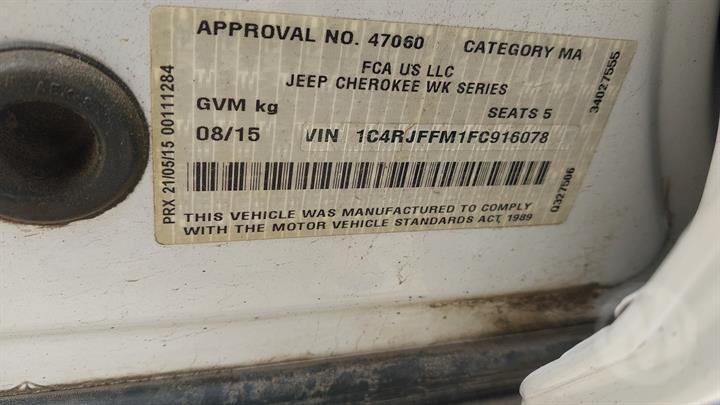 APPROVAL NO. 47060 CATEGORY MA
FCA US LLC
JEEP CHEROKEE WK SERIES
GVM kg SEATS 5
08/15 VIN 1C4RJFFM1FC916078
THIS VEHICLE WAS MANUFACTURED TO COMPLY
WITH THE MOTOR VEHICLE STANDARDS ACT, 1989
PRX 21/05/15 00111284
34027555
Q327506